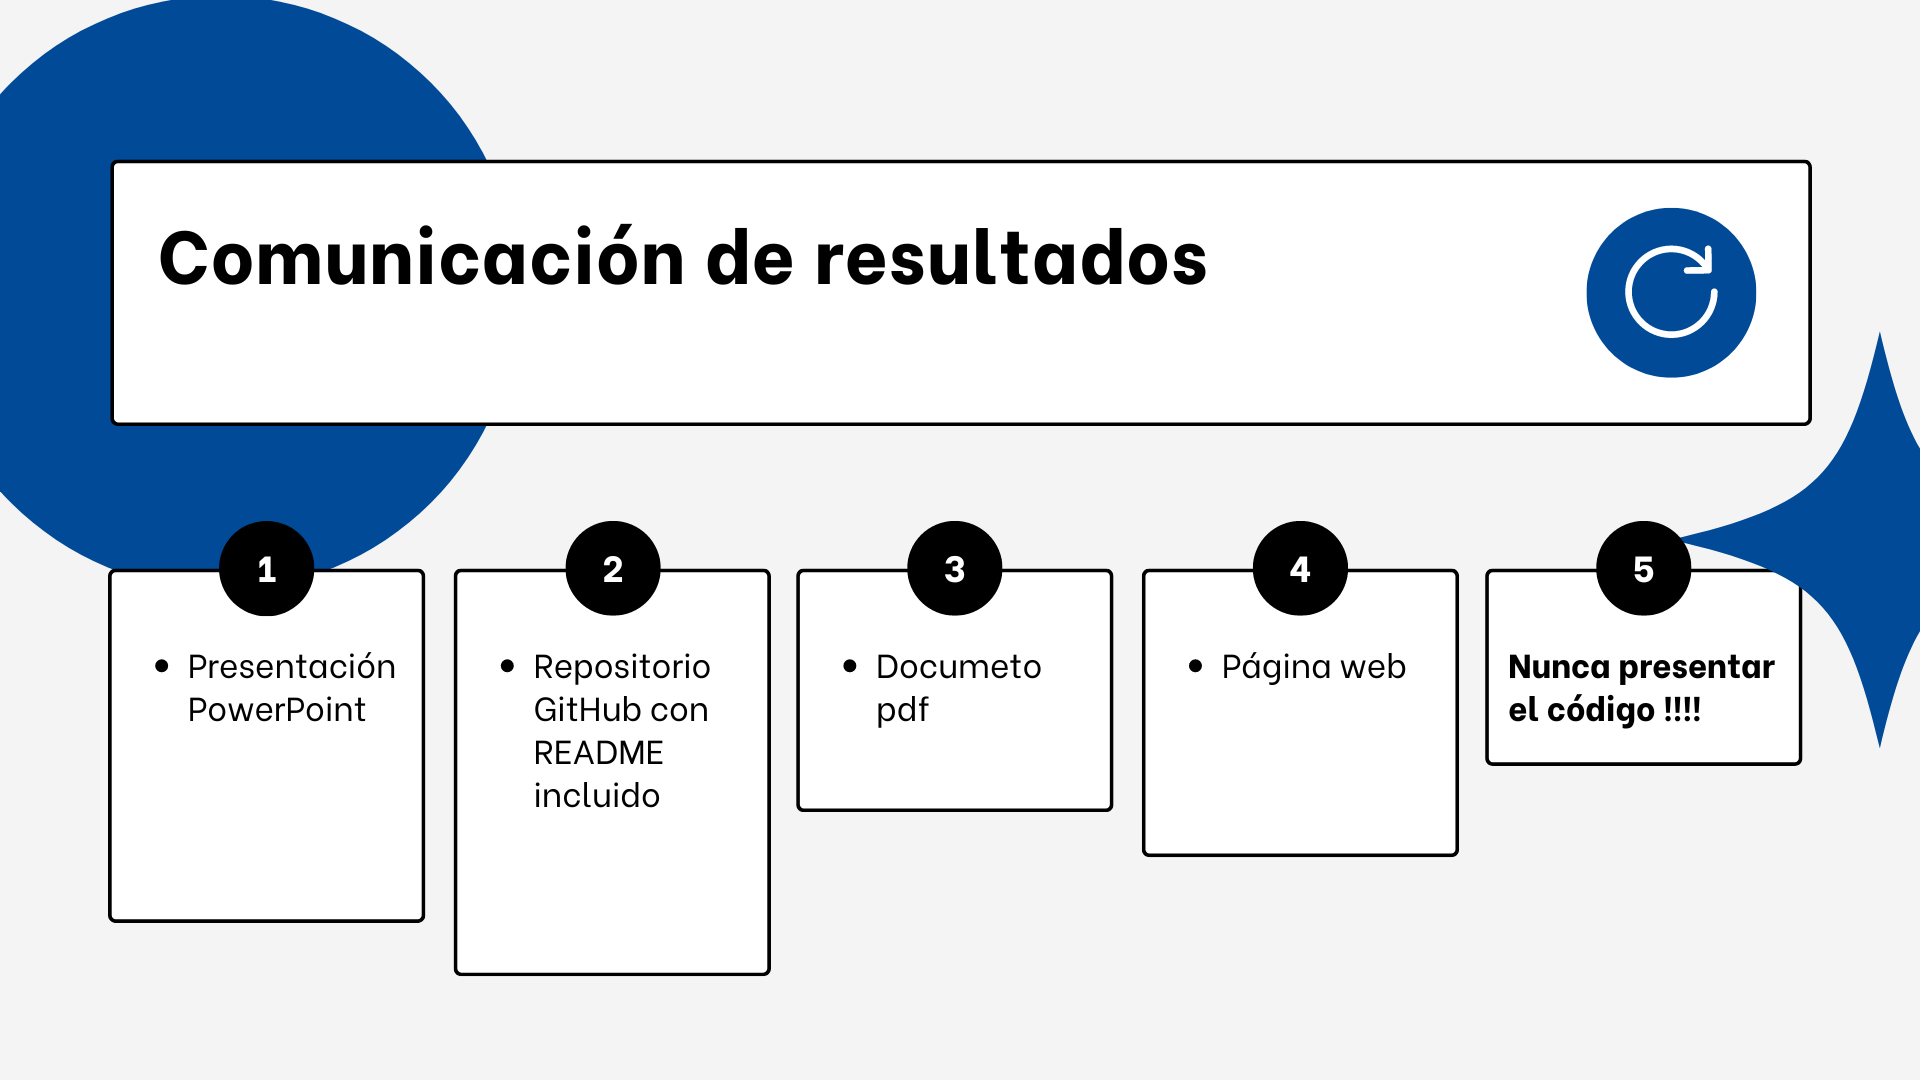 Comunicación de resultados
1
Presentación
PowerPoint
2
Repositorio
GitHub con
README
incluido
3
Documeto
pdf
4
Página web
5
Nunca presentar
el código !!!!